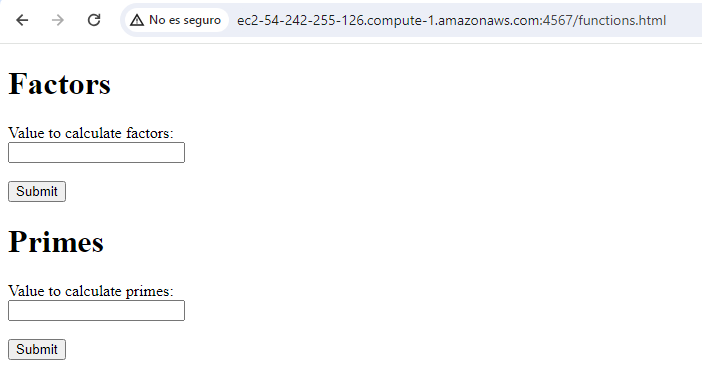 No es seguro ec2-54-242-255-126.compute-1.amazonaws.com:4567/functions.html
Factors
Value to calculate factors:
Submit
Primes
Value to calculate primes:
Submit